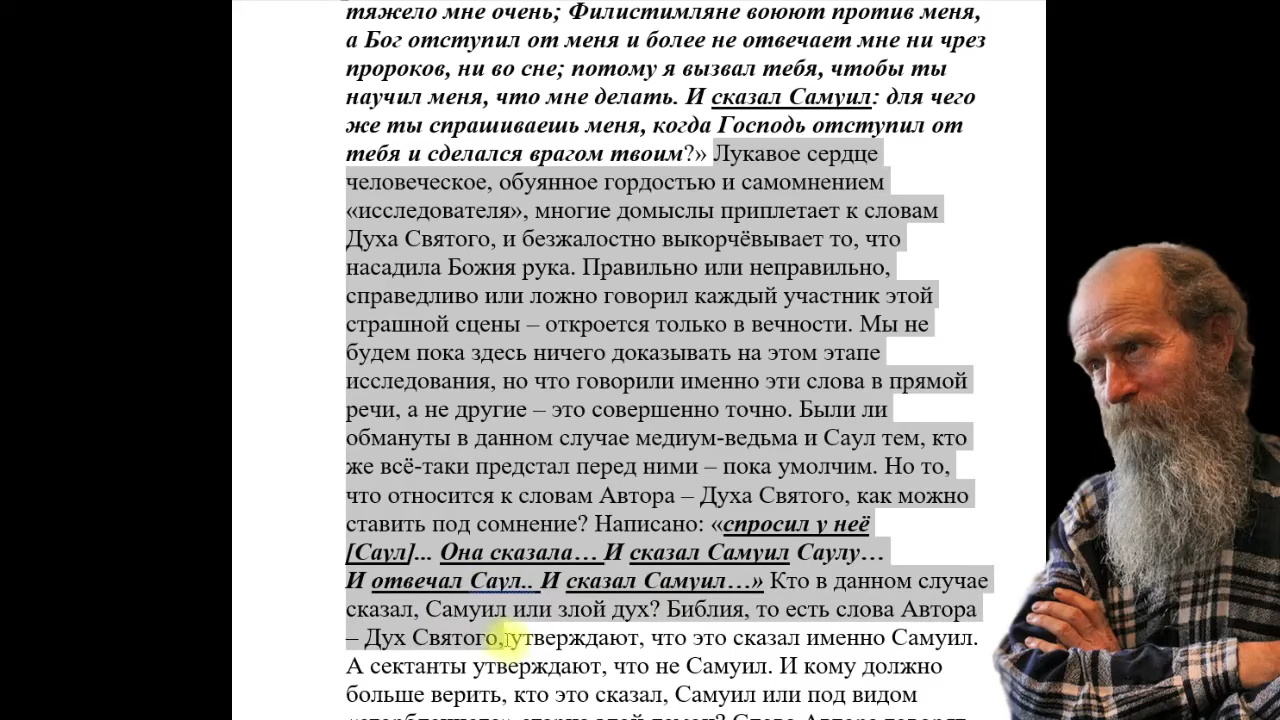 тяжело мне очень; Филистимляне воюют против меня,
а Бог отступил от меня и более не отвечает мне ни чрез
пророков, ни во сне; потому я вызвал тебя, чтобы ты
научил меня, что мне делать. И сказал Самуил: для чего
же ты спрашиваешь меня, когда Господь отступил от
тебя и сделался врагом твоим?» Лукавое сердце
человеческое, обуянное гордостью и самомнением
«исследователя», многие домыслы приплетает к словам
Духа Святого, и безжалостно выкорчёвывает то, что
насадила Божия рука. Правильно или неправильно,
справедливо или ложно говорил каждый участник этой
страшной сцены – откроется только в вечности. Мы не
будем пока здесь ничего доказывать на этом этапе
исследования, но что говорили именно эти слова в прямой
речи, а не другие – это совершенно точно. Были ли
обмануты в данном случае медиум-ведьма и Саул тем, кто
же всё-таки предстал перед ними – пока умолчим. Но то,
что относится к словам Автора – Духа Святого, как можно
ставить под сомнение? Написано: «спросил у неё
[Саул]... Она сказала… И сказал Самуил Саулу…
И отвечал Саул.. И сказал Самуил…» Кто в данном случае
сказал, Самуил или злой дух? Библия, то есть слова Автора
– Дух Святого, утверждают, что это сказал именно Самуил.
А сектанты утверждают, что не Самуил. И кому должно
больше верить, кто это сказал, Самуил или под видом